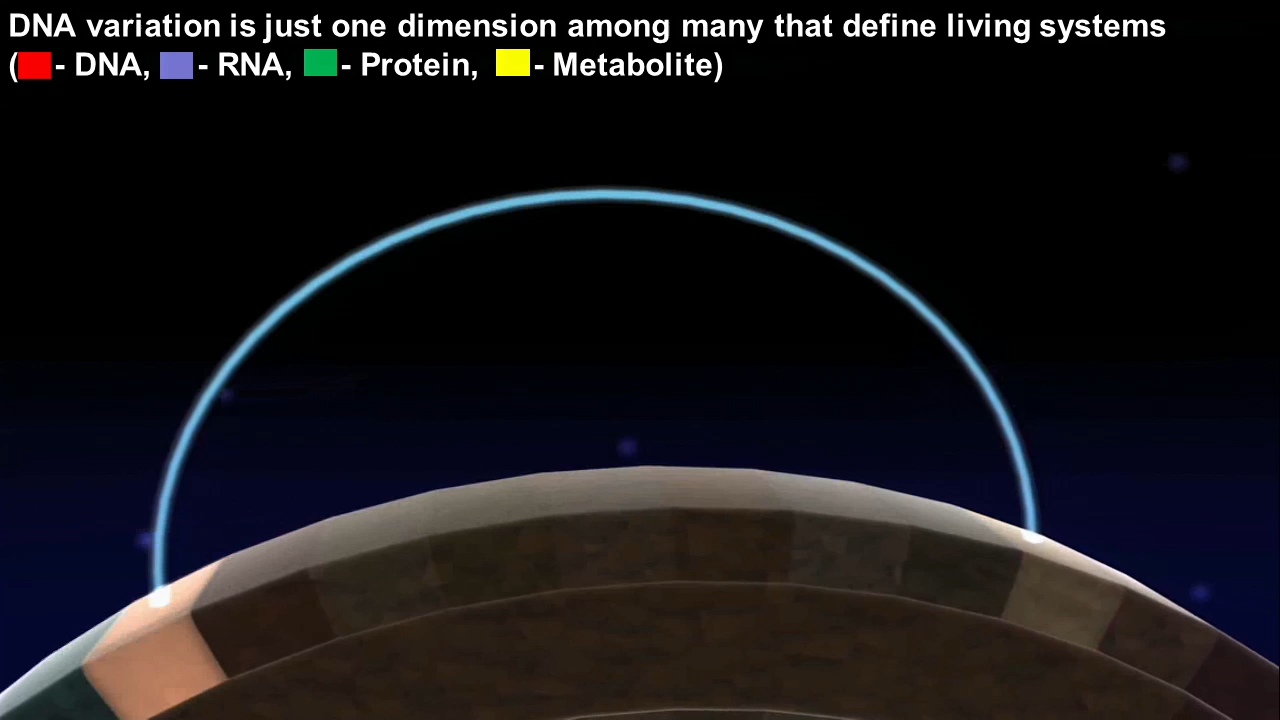 DNA variation is just one dimension among many that define living systems
( - DNA, - RNA, - Protein, - Metabolite)